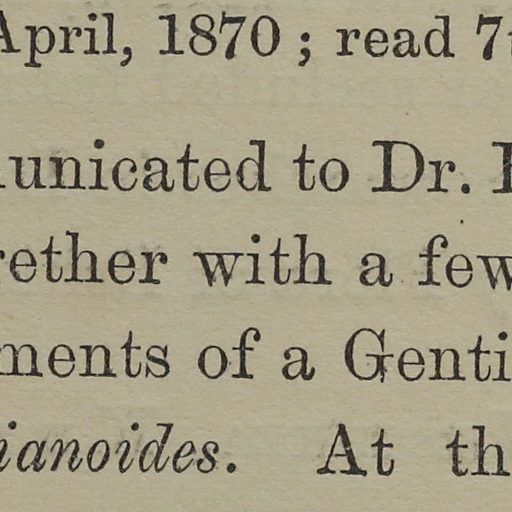 April, 1870 ; read 7
unicated to Dr.
ether with a few
ments of a Genti
ianoides. At th